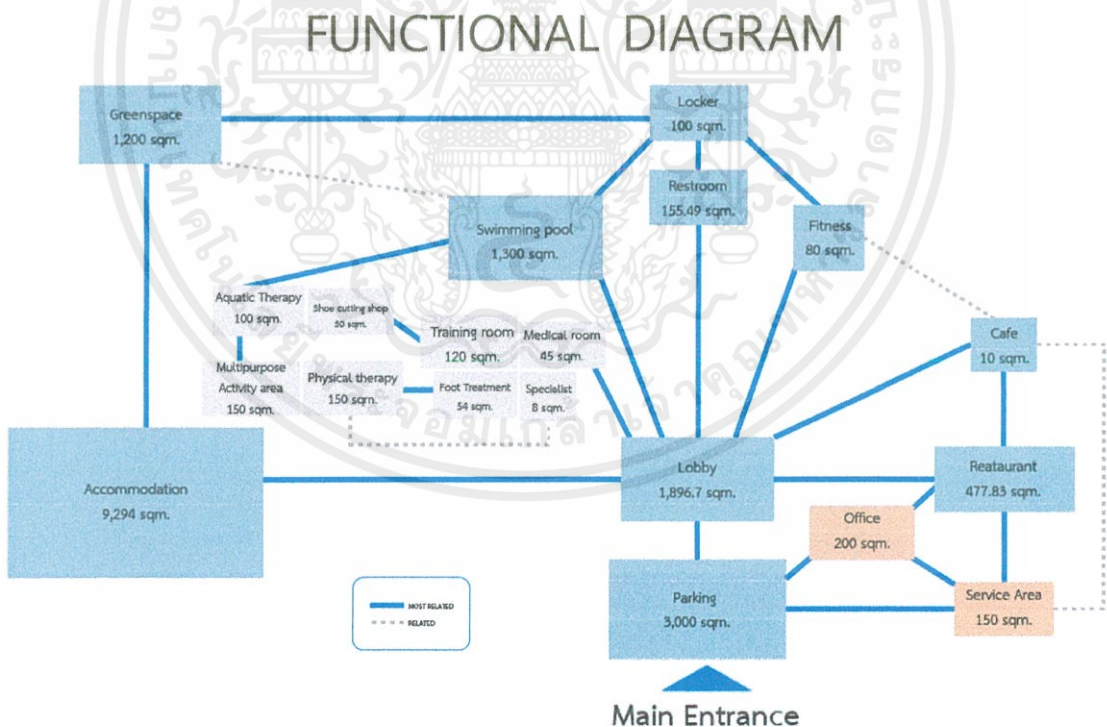 FUNCTIONAL DIAGRAM
Greenspace
1,200 sqm.
Locker
100 sqm.
Restroom
155.49 sqm.
Swimming pool
1,300 sqm.
Fitness
80 sqm.
Aquatic Therapy
100 sqm.
Shoe cutting shop
50 sqm.
Training room
120 sqm.
Medical room
45 sqm.
Cafe
10 sqm.
Multipurpose
Activity area
150 sqm.
Physical therapy
150 sqm.
Foot Treatment
54 sqm.
Specialist
8 sqm.
Accommodation
9,294 sqm.
Lobby
1,896.7 sqm.
Reataurant
477.83 sqm.
Office
200 sqm.
Parking
3,000 sqm.
Service Area
150 sqm.
MOST RELATED
RELATED
Main Entrance